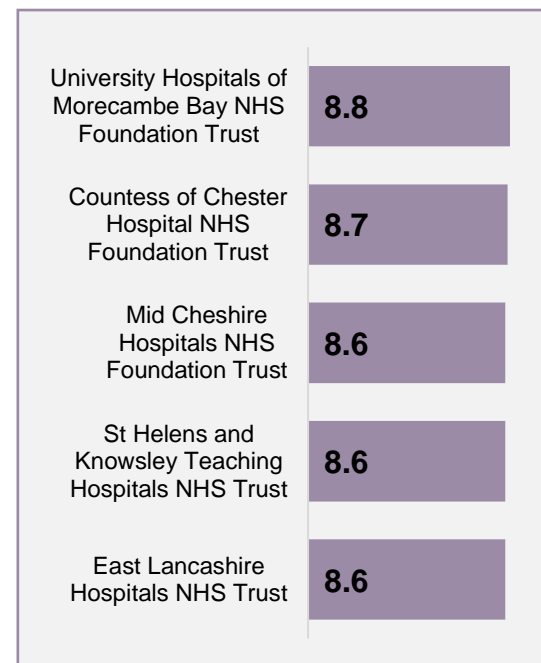 University Hospitals of
Morecambe Bay NHS
Foundation Trust
8.8
Countess of Chester
Hospital NHS
Foundation Trust
8.7
Mid Cheshire
Hospitals NHS
Foundation Trust
8.6
St Helens and
Knowsley Teaching
Hospitals NHS Trust
8.6
East Lancashire
Hospitals NHS Trust
8.6